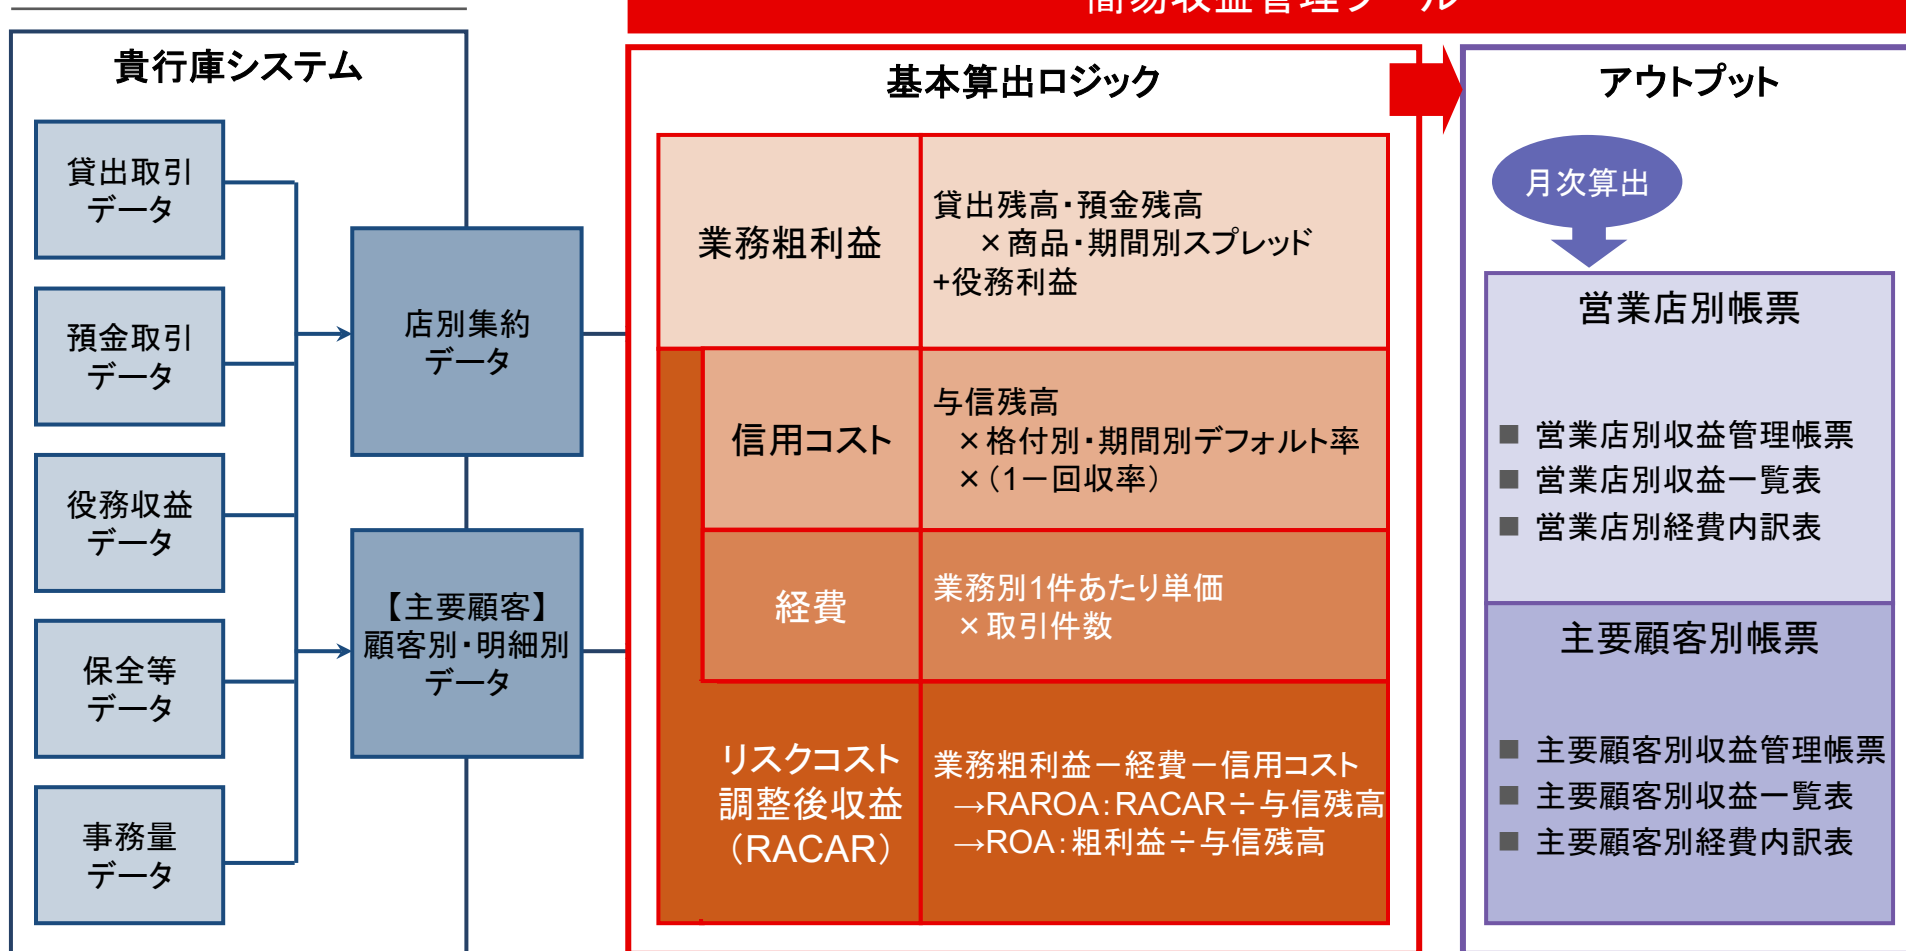 簡易収益管理ツール
貴行庫システム
貸出取引
データ
預金取引
データ
役務収益
データ
保全等
データ
事務量
データ
店別集約
データ
【主要顧客】
顧客別・明細別
データ
基本算出ロジック
業務粗利益
貸出残高・預金残高
×商品・期間別スプレッド
+役務利益
信用コスト
与信残高
×格付別・期間別デフォルト率
×(1－回収率)
経費
業務別1件あたり単価
×取引件数
リスクコスト
調整後収益
(RACAR)
業務粗利益－経費－信用コスト
→RAROA:RACAR÷与信残高
→ROA:粗利益÷与信残高
アウトプット
月次算出
営業店別帳票
■ 営業店別収益管理帳票
■ 営業店別収益一覧表
■ 営業店別経費内訳表
主要顧客別帳票
■ 主要顧客別収益管理帳票
■ 主要顧客別収益一覧表
■ 主要顧客別経費内訳表